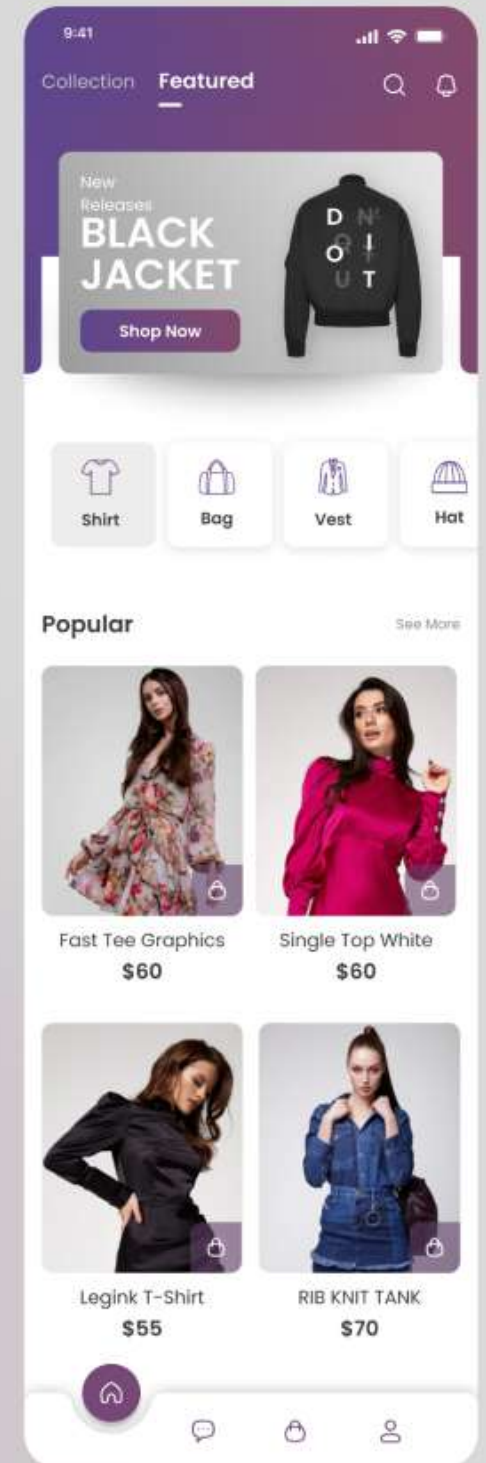 9:41
Collection Featured
New
Releases
BLACK
JACKET
Shop Now
D N'
O
U T
Shirt Bag Vest Hat
Popular See More
Fast Tee Graphics Single Top White
$60 $60
Legink T-Shirt RIB KNIT TANK
$55 $70